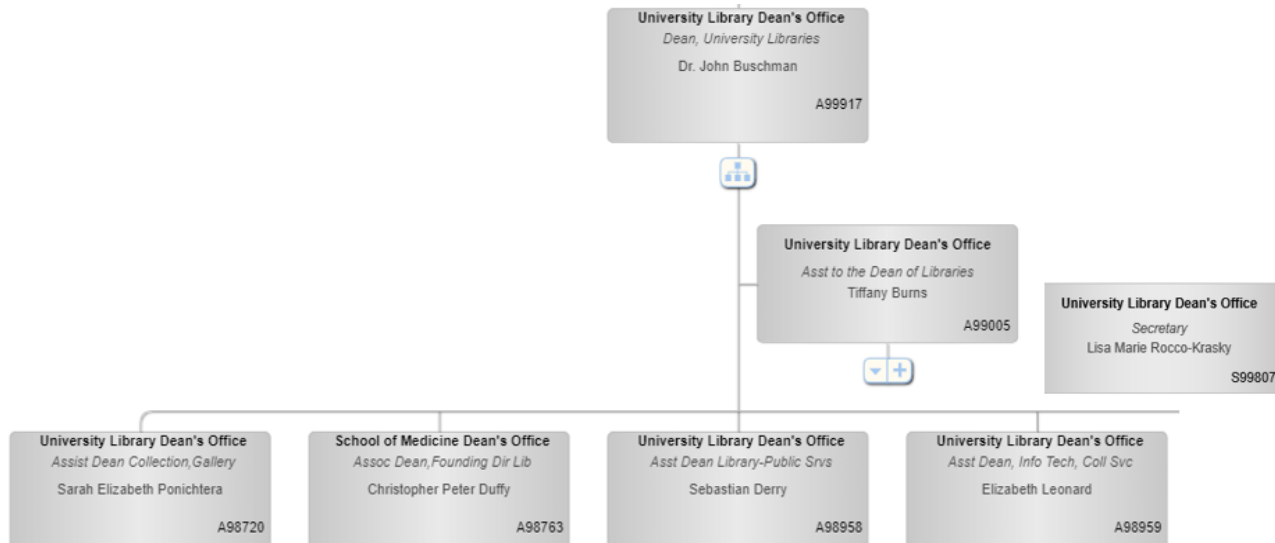 University Library Dean's Office
Dean, University Libraries
Dr. John Buschman
A99917
University Library Dean's Office
Asst to the Dean of Libraries
Tiffany Burns
A99005
University Library Dean's Office
Secretary
Lisa Marie Rocco-Krasky
S99807
University Library Dean's Office
Assist Dean Collection,Gallery
Sarah Elizabeth Ponichtera
A98720
School of Medicine Dean's Office
Assoc Dean,Founding Dir Lib
Christopher Peter Duffy
A98763
University Library Dean's Office
Asst Dean Library-Public Srvs
Sebastian Derry
A98958
University Library Dean's Office
Asst Dean, Info Tech, Coll Svc
Elizabeth Leonard
A98959